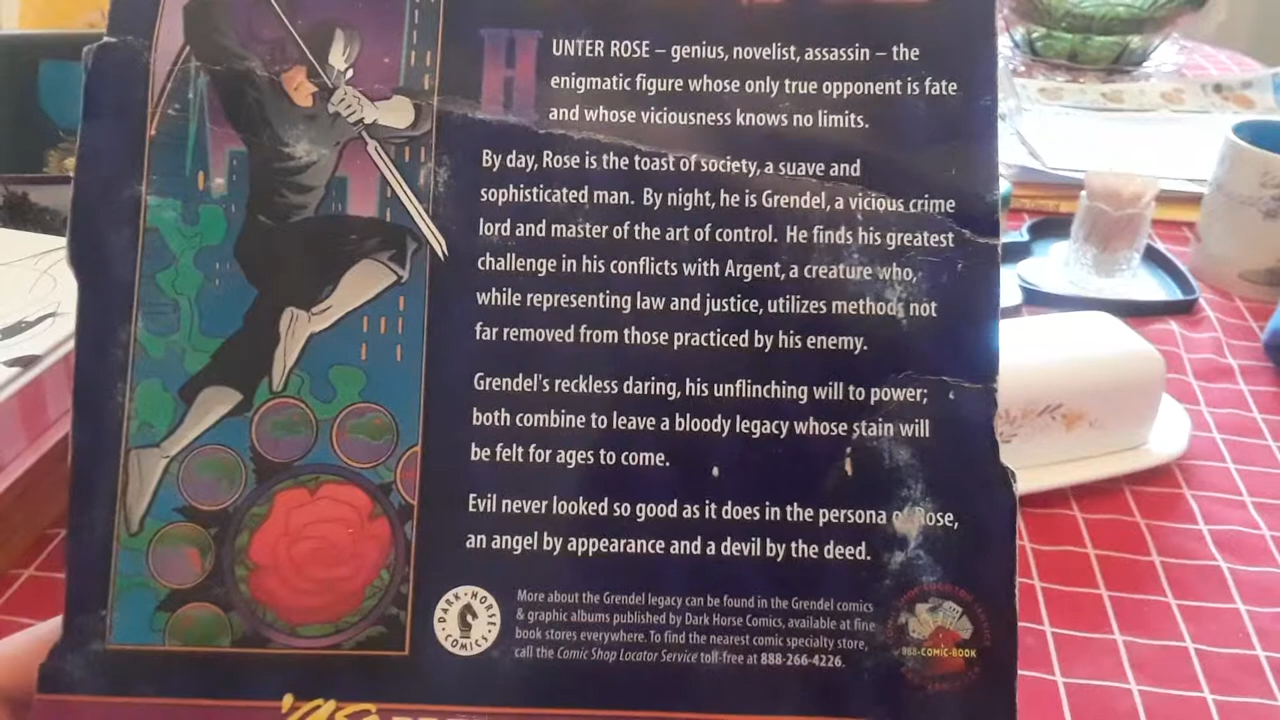 HUNTER ROSE – genius, novelist, assassin – the
enigmatic figure whose only true opponent is fate
and whose viciousness knows no limits.
By day, Rose is the toast of society, a suave and
sophisticated man. By night, he is Grendel, a vicious crime
lord and master of the art of control. He finds his greatest
challenge in his conflicts with Argent, a creature who,
while representing law and justice, utilizes methods not
far removed from those practiced by his enemy.
Grendel's reckless daring, his unflinching will to power;
both combine to leave a bloody legacy whose stain will
be felt for ages to come.
Evil never looked so good as it does in the persona of Rose,
an angel by appearance and a devil by the deed.
DARK HORSE COMICS
More about the Grendel legacy can be found in the Grendel comics
& graphic albums published by Dark Horse Comics, available at fine
book stores everywhere. To find the nearest comic specialty store,
call the Comic Shop Locator Service toll-free at 888-266-4226.
COMIC SHOP LOCATOR SERVICE
888-COMIC-BOOK